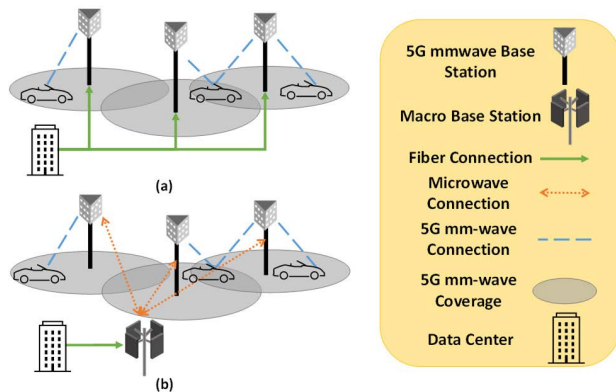 (a)
(b)
5G mmwave Base
Station
Macro Base Station
Fiber Connection
Microwave
Connection
5G mm-wave
Connection
5G mm-wave
Coverage
Data Center